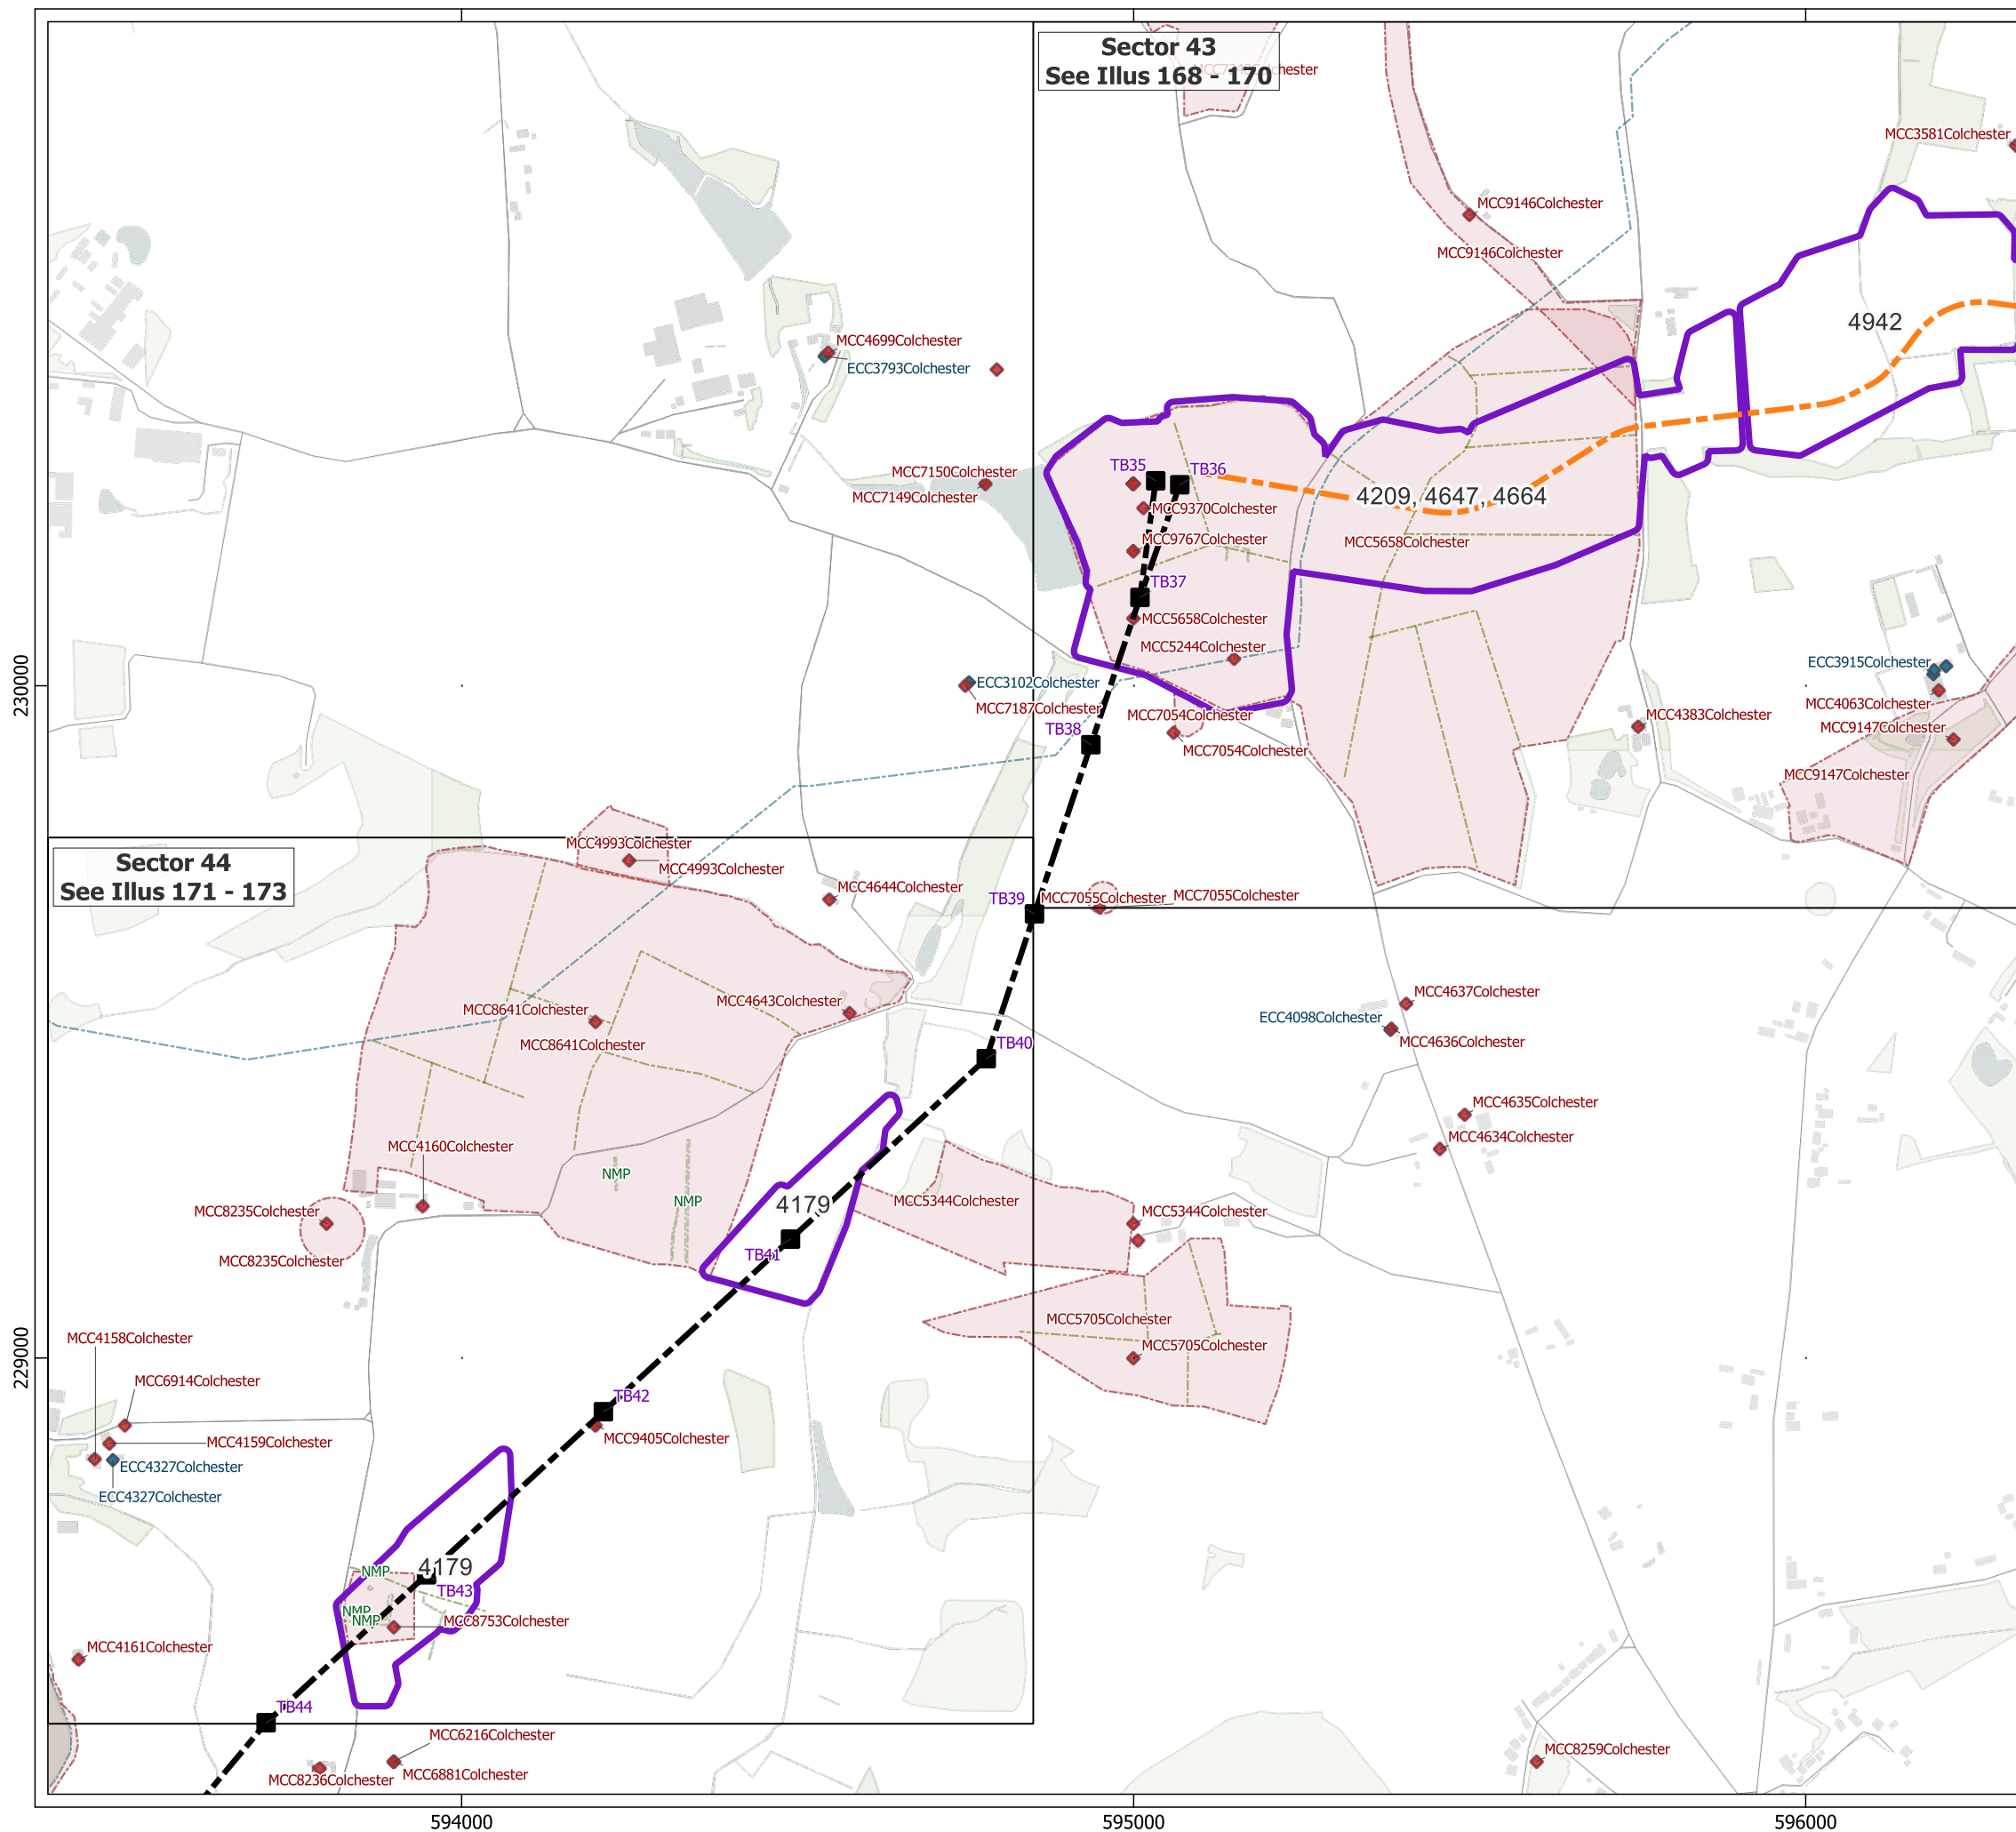 Sector 43
See Illus 168 - 170
MCC3581Colchester
MCC9146Colchester
MCC9146Colchester
4942
MCC4699Colchester
ECC3793Colchester
MCC7150Colchester
MCC7149Colchester
TB35
TB36
4209, 4647, 4664
MCC9370Colchester
MCC9767Colchester
MCC5658Colchester
TB37
MCC5658Colchester
MCC5244Colchester
ECC3915Colchester
230000
ECC3102Colchester
MCC7187Colchester
MCC7054Colchester
MCC4063Colchester
TB38
MCC4383Colchester
MCC9147Colchester
MCC7054Colchester
MCC9147Colchester
Sector 44
See Illus 171 - 173
MCC4993Colchester
MCC4993Colchester
MCC4644Colchester
TB39
MCC7055Colchester
MCC7055Colchester
MCC8641Colchester
MCC4643Colchester
MCC4637Colchester
ECC4098Colchester
MCC8641Colchester
TB40
MCC4636Colchester
MCC4635Colchester
MCC4634Colchester
MCC4160Colchester
NMP
NMP
4179
MCC5344Colchester
MCC5344Colchester
MCC8235Colchester
MCC8235Colchester
TB41
MCC5705Colchester
MCC4158Colchester
MCC5705Colchester
229000
MCC6914Colchester
TB42
MCC4159Colchester
MCC9405Colchester
ECC4327Colchester
ECC4327Colchester
4179
NMP
TB43
NMP
NMP
MCC8753Colchester
MCC4161Colchester
TB44
MCC6216Colchester
MCC8236Colchester
MCC6881Colchester
MCC8259Colchester
594000
595000
596000